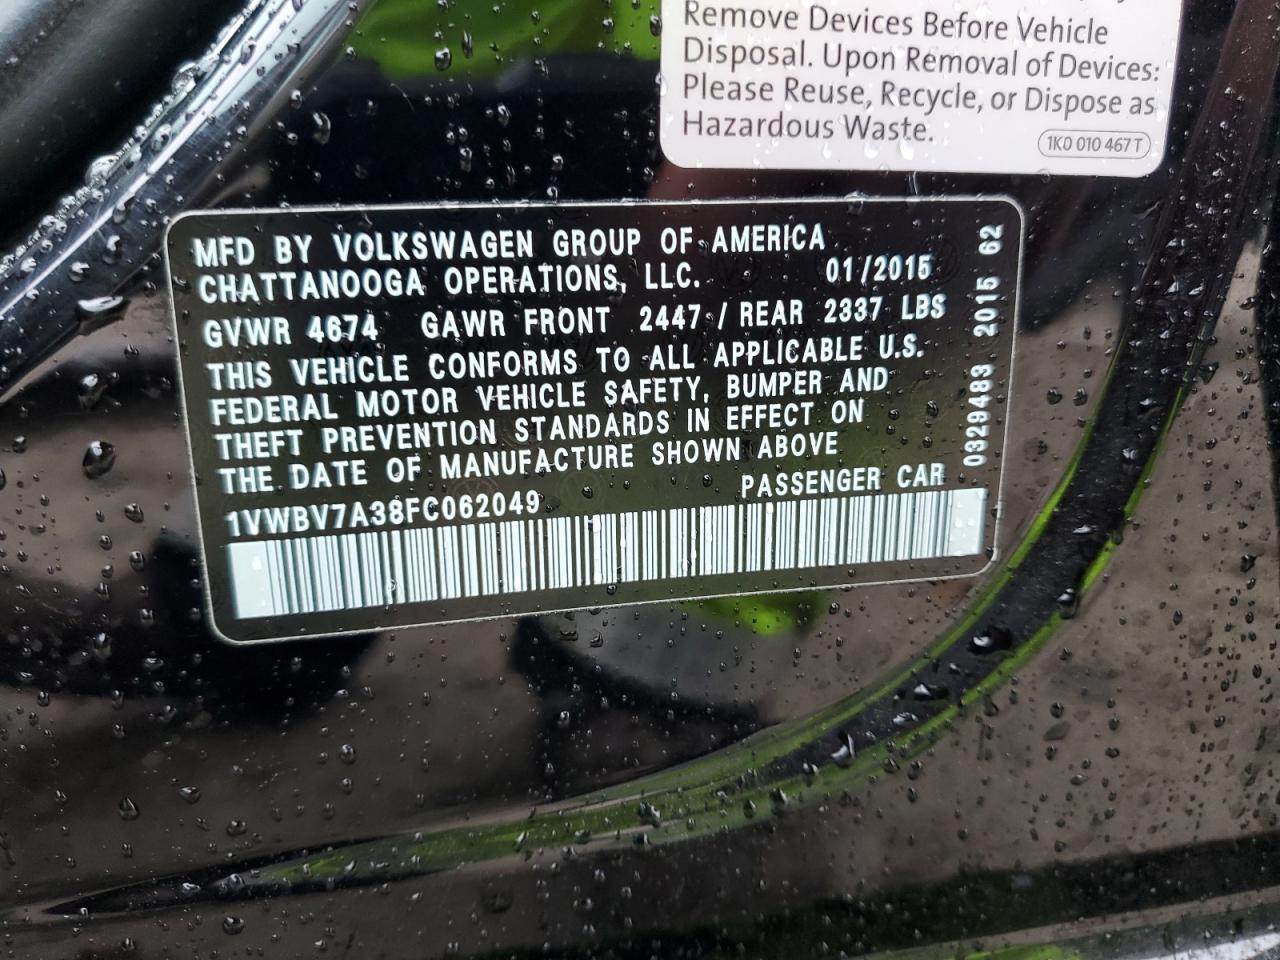 Remove Devices Before Vehicle
Disposal. Upon Removal of Devices:
Please Reuse, Recycle, or Dispose as
Hazardous Waste.
1K0 010 467 T
MFD BY VOLKSWAGEN GROUP OF AMERICA
CHATTANOOGA OPERATIONS, LLC. 01/2015
GVWR 4674 GAWR FRONT 2447 / REAR 2337 LBS
THIS VEHICLE CONFORMS TO ALL APPLICABLE U.S.
FEDERAL MOTOR VEHICLE SAFETY, BUMPER AND
THEFT PREVENTION STANDARDS IN EFFECT ON
THE DATE OF MANUFACTURE SHOWN ABOVE
1VWBV7A38FC062049 PASSENGER CAR
0329483 2015 62